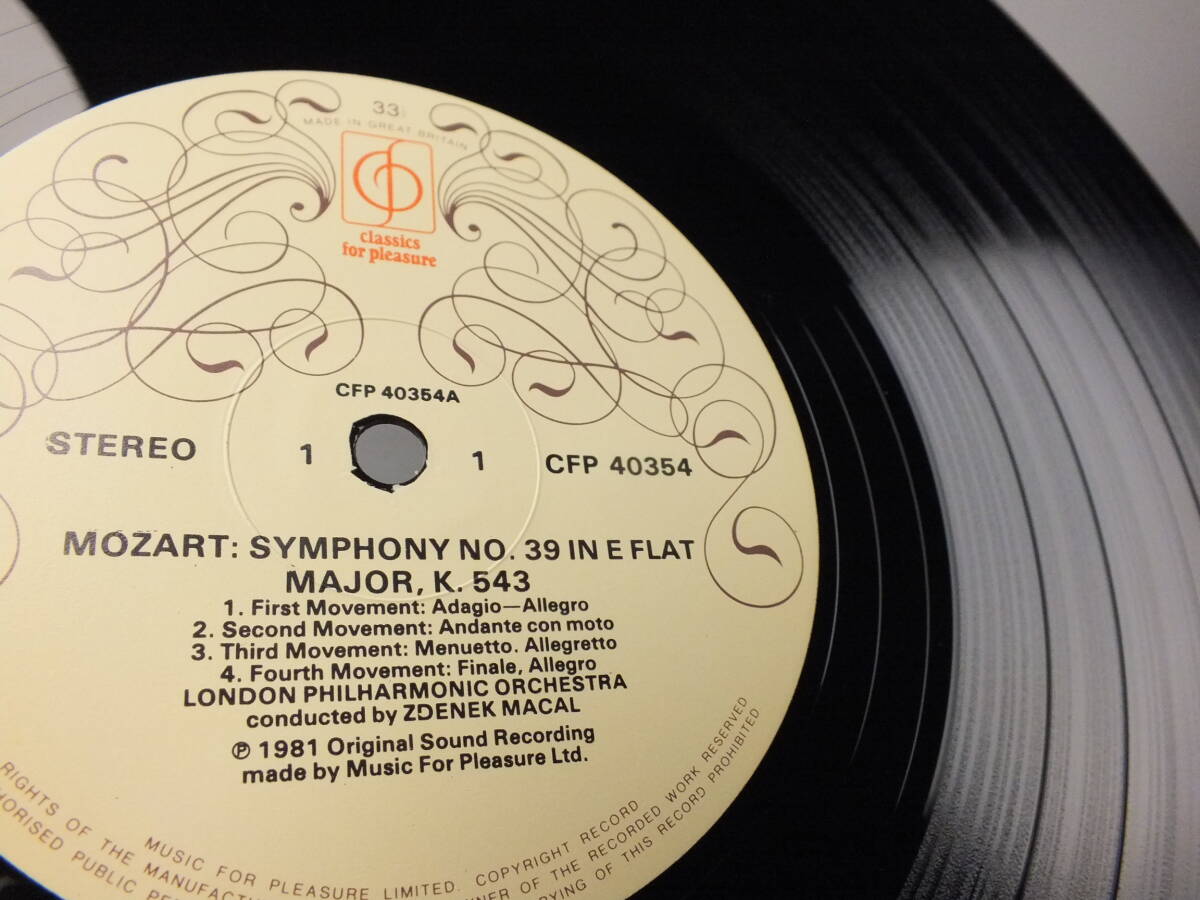 33⅓
MADE IN GREAT BRITAIN
classics
for pleasure
CFP 40354A
STEREO 1 1 CFP 40354
MOZART: SYMPHONY NO. 39 IN E FLAT
MAJOR, K. 543
1. First Movement: Adagio—Allegro
2. Second Movement: Andante con moto
3. Third Movement: Menuetto. Allegretto
4. Fourth Movement: Finale, Allegro
LONDON PHILHARMONIC ORCHESTRA
conducted by ZDENEK MACAL
℗ 1981 Original Sound Recording
made by Music For Pleasure Ltd.
MUSIC FOR PLEASURE LIMITED. COPYRIGHT RECORD
RIGHTS OF THE OWNER OF THE RECORDED WORK RESERVED
PUBLIC OF THIS RECORD PROHIBITED